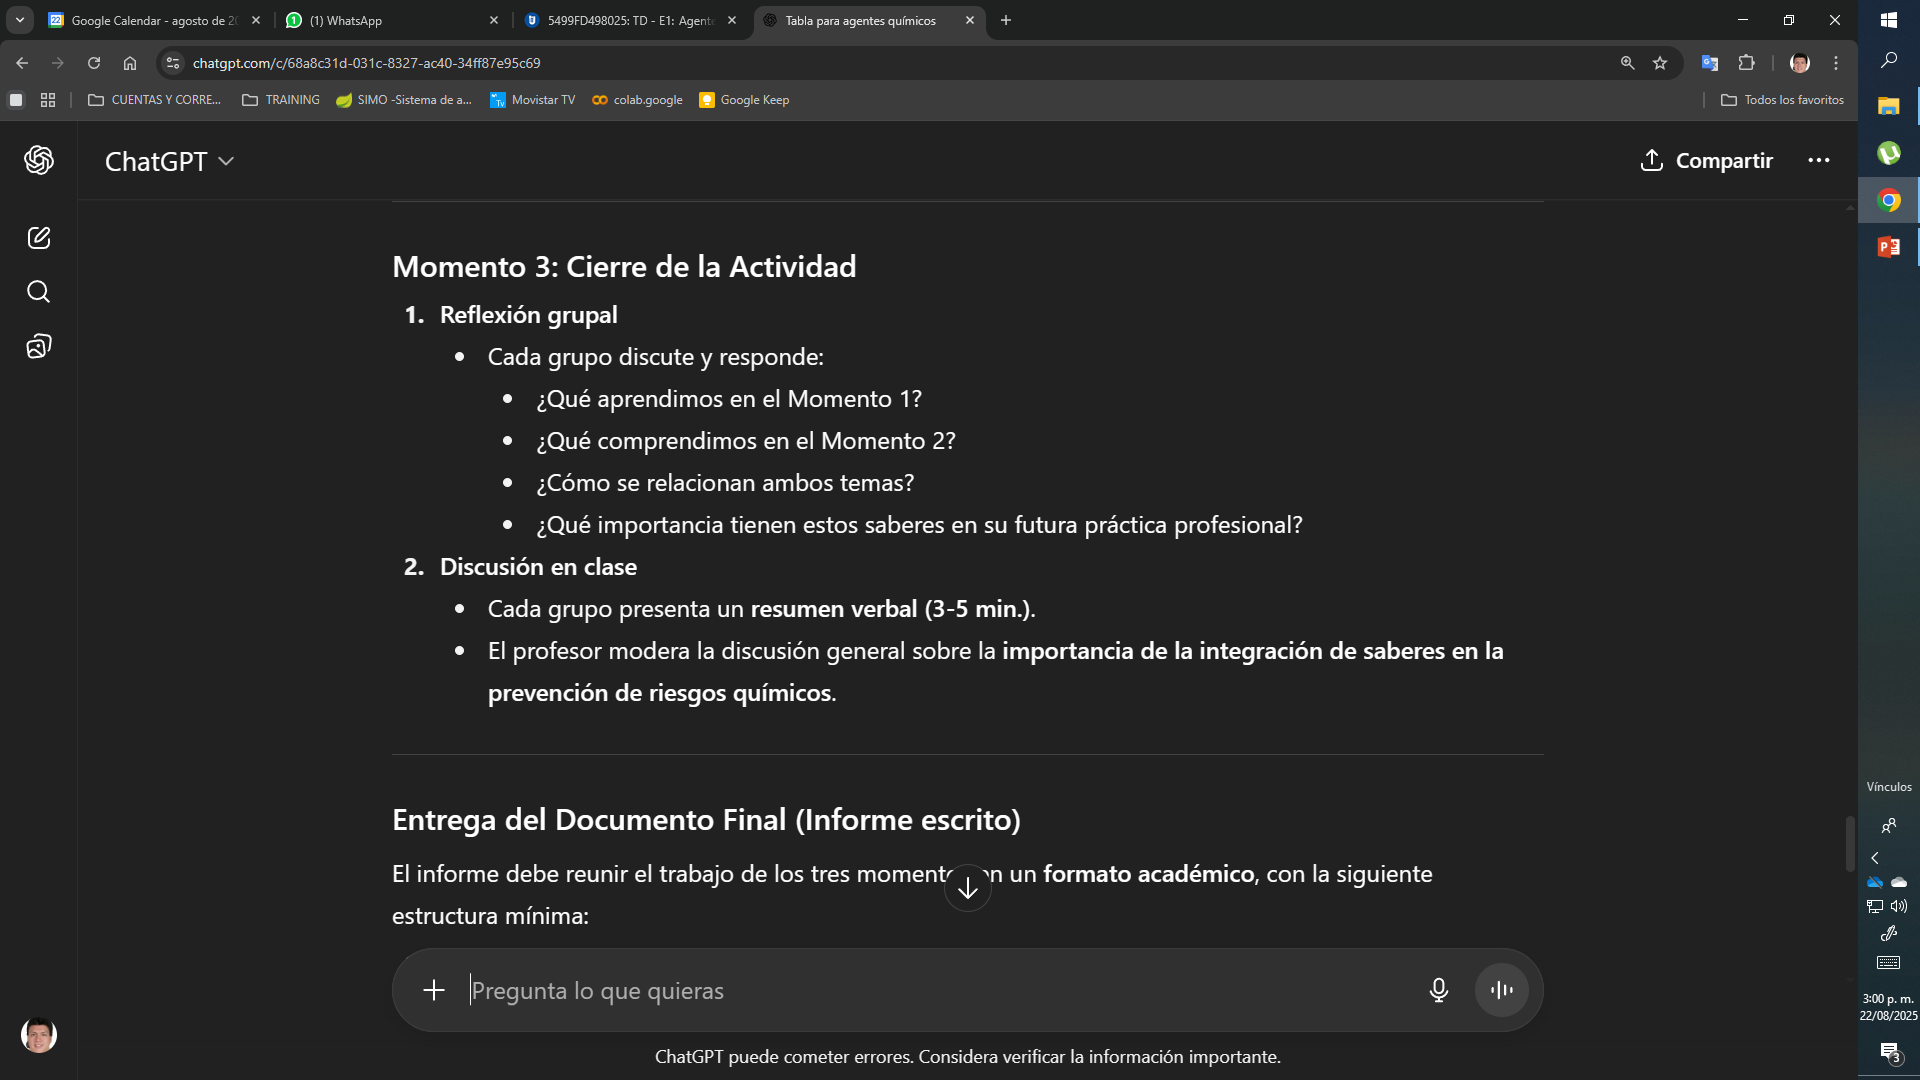 Google Calendar - agosto de 20
(1) WhatsApp
5499FD498025: TD - E1: Agente
Tabla para agentes químicos
chatgpt.com/c/68a8c31d-031c-8327-ac40-34ff87e95c69
CUENTAS Y CORRE...
TRAINING
SIMO -Sistema de a...
Movistar TV
colab.google
Google Keep
Todos los favoritos
ChatGPT
Compartir
Momento 3: Cierre de la Actividad
1. Reflexión grupal
• Cada grupo discute y responde:
• ¿Qué aprendimos en el Momento 1?
• ¿Qué comprendimos en el Momento 2?
• ¿Cómo se relacionan ambos temas?
• ¿Qué importancia tienen estos saberes en su futura práctica profesional?
2. Discusión en clase
• Cada grupo presenta un resumen verbal (3-5 min.).
• El profesor modera la discusión general sobre la importancia de la integración de saberes en la
prevención de riesgos químicos.
Entrega del Documento Final (Informe escrito)
El informe debe reunir el trabajo de los tres momento en un formato académico, con la siguiente
estructura mínima:
Pregunta lo que quieras
ChatGPT puede cometer errores. Considera verificar la información importante.
Vínculos
3:00 p. m.
22/08/2025
3